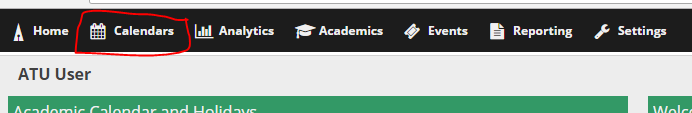 Home Calendars Analytics Academics Events Reporting Settings
ATU User
Academic Calendar and Holidays